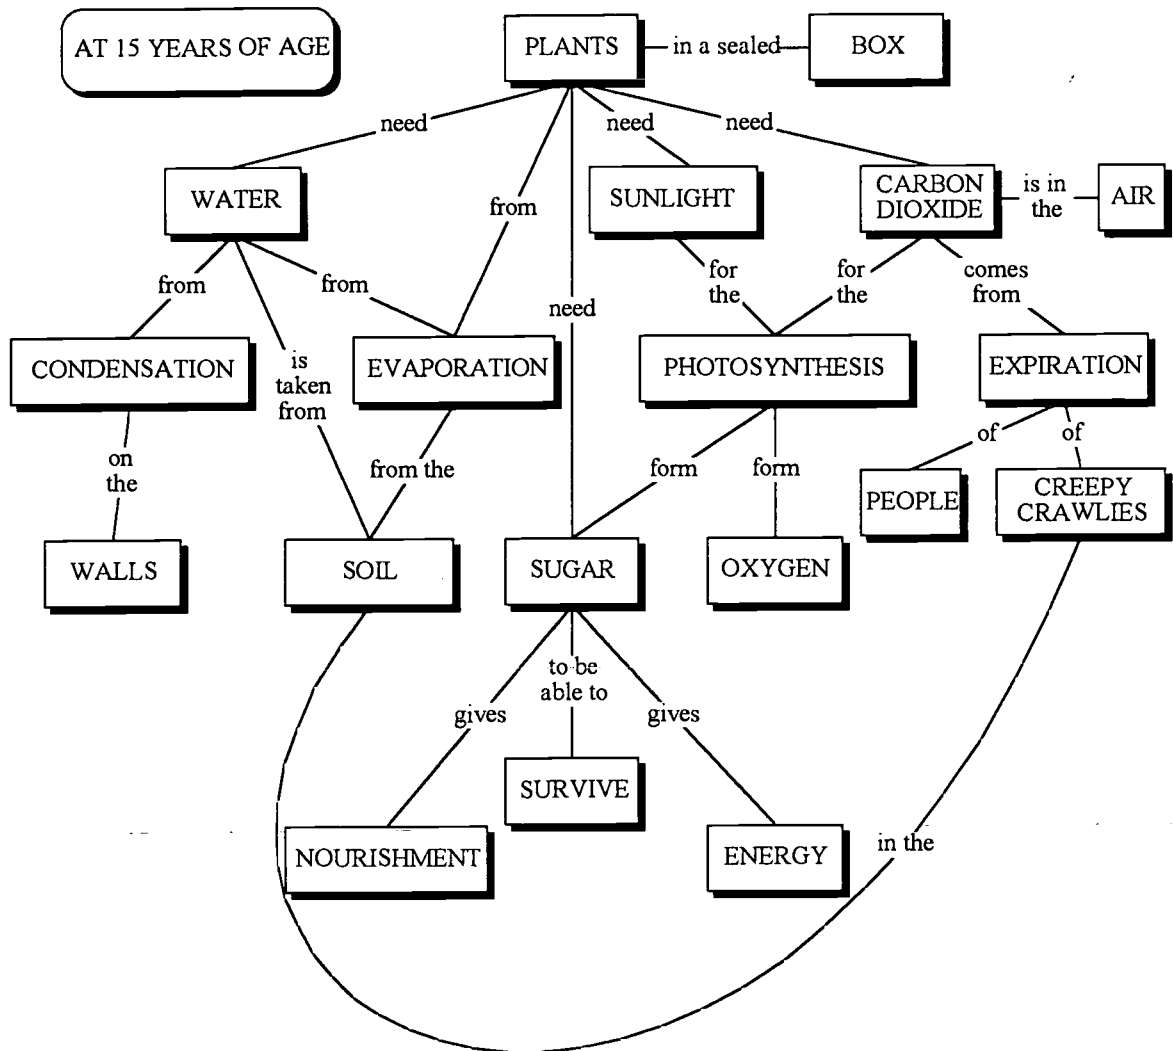 AT 15 YEARS OF AGE
PLANTS
in a sealed
BOX
need
need
need
WATER
from
SUNLIGHT
CARBON
DIOXIDE
is in
the
AIR
from
from
need
for
the
for
the
comes
from
CONDENSATION
is
taken
from
EVAPORATION
PHOTOSYNTHESIS
EXPIRATION
on
the
from the
form
form
of
of
PEOPLE
CREEPY
CRAWLIES
WALLS
SOIL
SUGAR
OXYGEN
gives
to be
able to
gives
SURVIVE
NOURISHMENT
ENERGY
in the